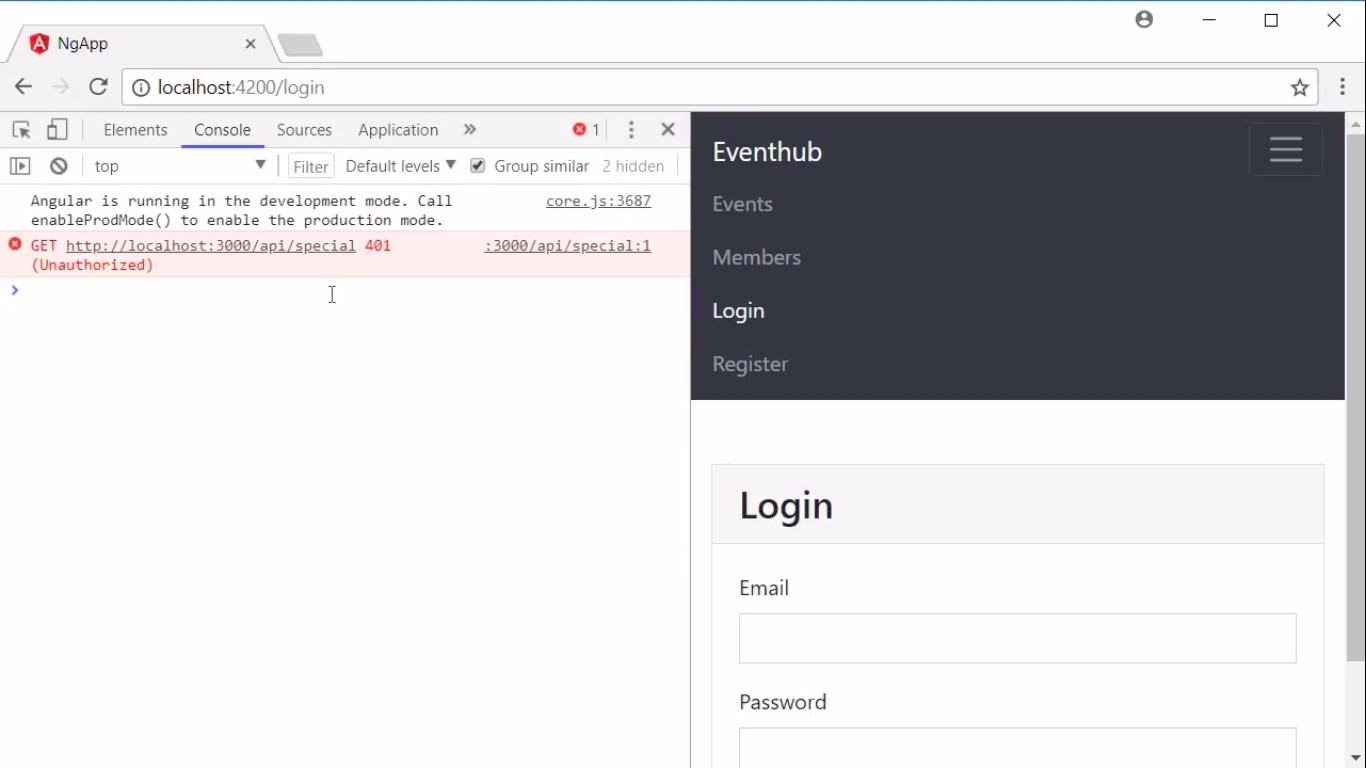 NgApp
localhost:4200/login
Elements Console Sources Application » 1
top Filter Default levels Group similar 2 hidden
Angular is running in the development mode. Call core.js:3687
enableProdMode() to enable the production mode.
GET http://localhost:3000/api/special 401 :3000/api/special:1
(Unauthorized)
Eventhub
Events
Members
Login
Register
Login
Email
Password